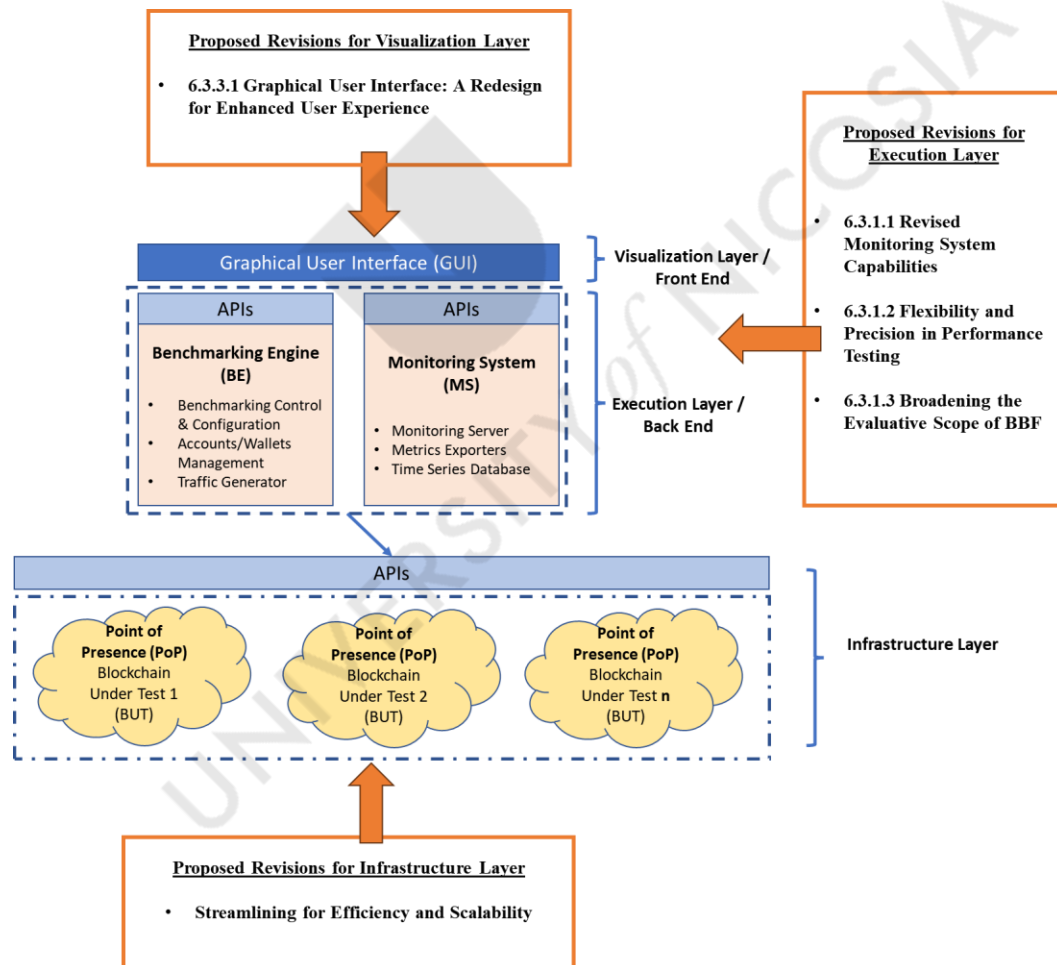 Proposed Revisions for Visualization Layer
• 6.3.3.1 Graphical User Interface: A Redesign
for Enhanced User Experience
Proposed Revisions for
Execution Layer
• 6.3.1.1 Revised
Monitoring System
Capabilities
• 6.3.1.2 Flexibility and
Precision in Performance
Testing
• 6.3.1.3 Broadening the
Evaluative Scope of BBF
Graphical User Interface (GUI)
Visualization Layer /
Front End
APIs
Benchmarking Engine
(BE)
• Benchmarking Control
& Configuration
• Accounts/Wallets
Management
• Traffic Generator
APIs
Monitoring System
(MS)
• Monitoring Server
• Metrics Exporters
• Time Series Database
Execution Layer /
Back End
APIs
Point of
Presence (PoP)
Blockchain
Under Test 1
(BUT)
Point of
Presence (PoP)
Blockchain
Under Test 2
(BUT)
Point of
Presence (PoP)
Blockchain
Under Test n
(BUT)
Infrastructure Layer
Proposed Revisions for Infrastructure Layer
• Streamlining for Efficiency and Scalability
UNIVERSITY of NICOSIA